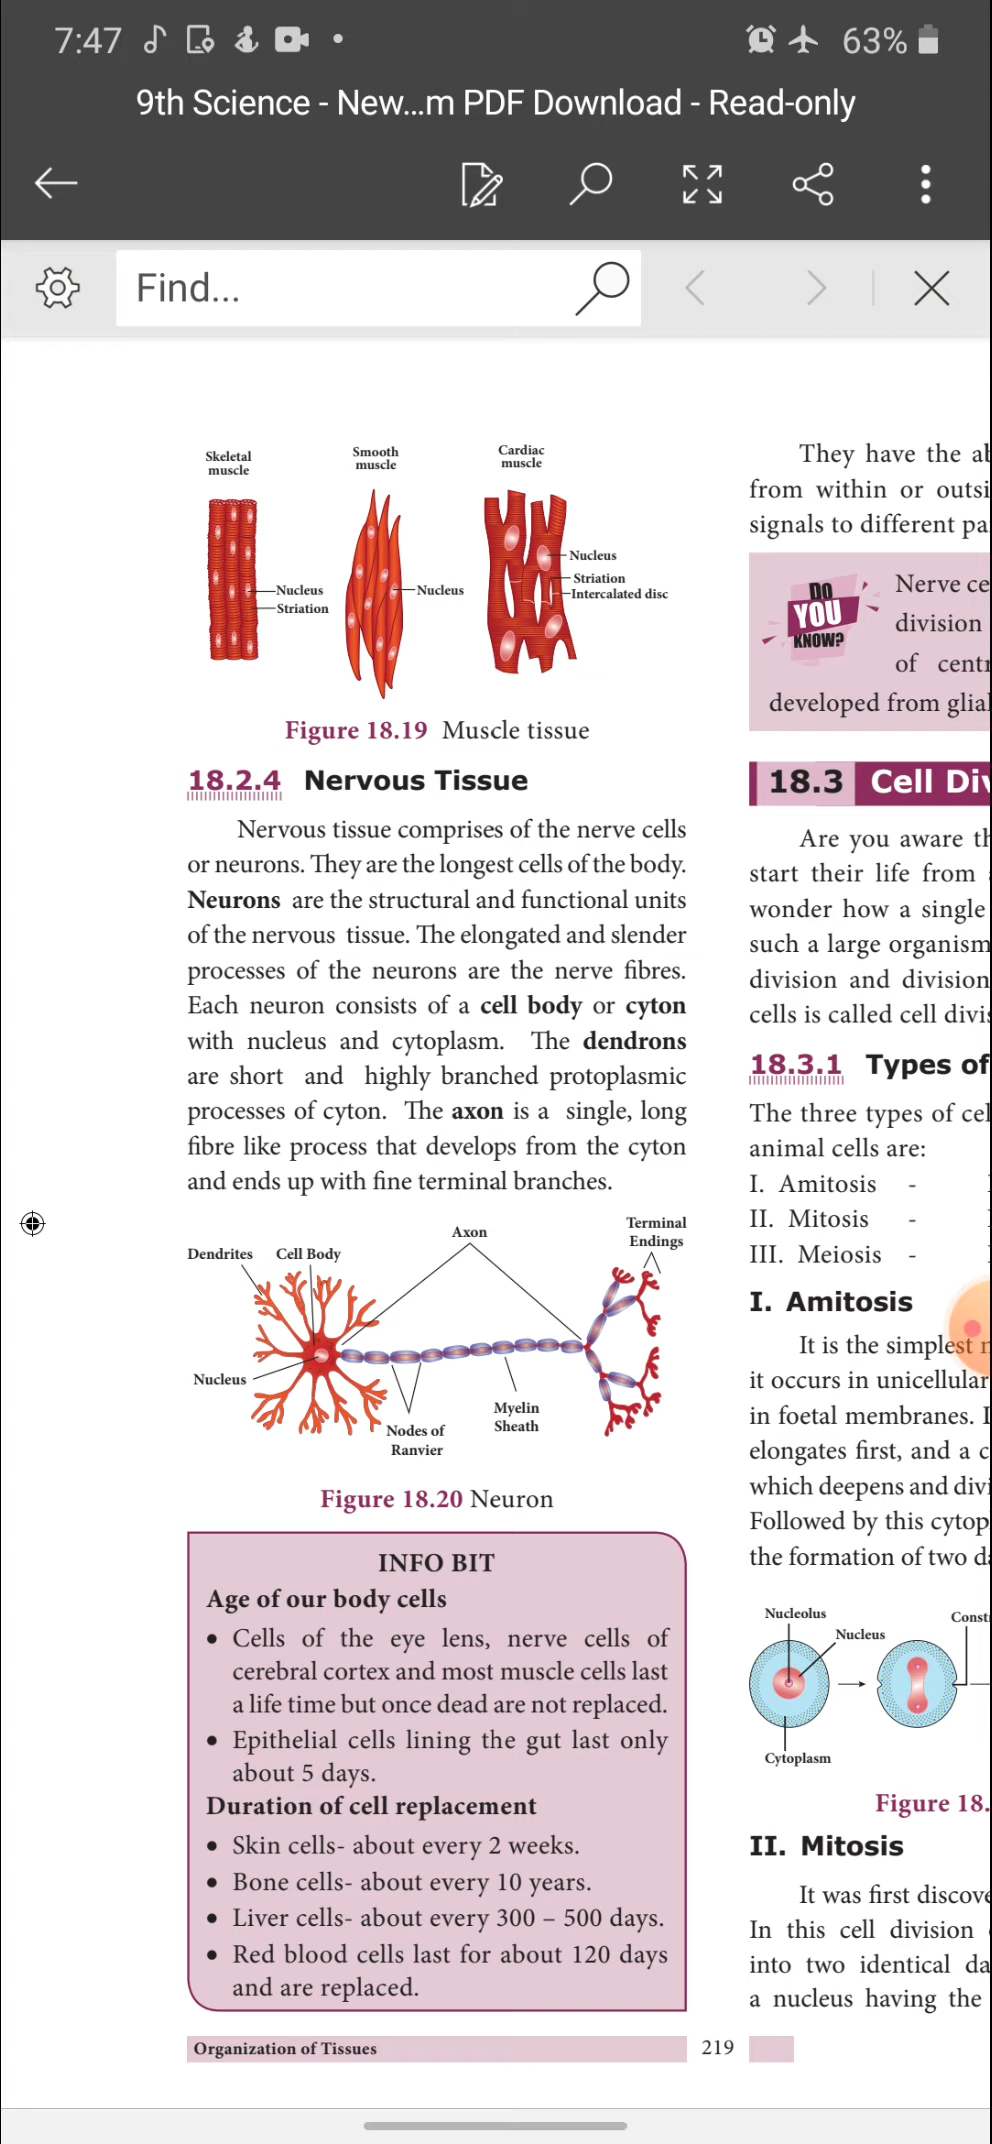 7:47
63%
9th Science - New...m PDF Download - Read-only
Find...
Skeletal
muscle
Smooth
muscle
Cardiac
muscle
Nucleus
Striation
Nucleus
Nucleus
Striation
Intercalated disc
Figure 18.19 Muscle tissue
18.2.4 Nervous Tissue
Nervous tissue comprises of the nerve cells
or neurons. They are the longest cells of the body.
Neurons are the structural and functional units
of the nervous tissue. The elongated and slender
processes of the neurons are the nerve fibres.
Each neuron consists of a cell body or cyton
with nucleus and cytoplasm. The dendrons
are short and highly branched protoplasmic
processes of cyton. The axon is a single, long
fibre like process that develops from the cyton
and ends up with fine terminal branches.
Dendrites
Cell Body
Axon
Terminal
Endings
Nucleus
Nodes of
Ranvier
Myelin
Sheath
Figure 18.20 Neuron
INFO BIT
Age of our body cells
• Cells of the eye lens, nerve cells of
cerebral cortex and most muscle cells last
a life time but once dead are not replaced.
• Epithelial cells lining the gut last only
about 5 days.
Duration of cell replacement
• Skin cells- about every 2 weeks.
• Bone cells- about every 10 years.
• Liver cells- about every 300 – 500 days.
• Red blood cells last for about 120 days
and are replaced.
Organization of Tissues
219
They have the
from within or
signals to different
DO
YOU
KNOW?
Nerve
division
of
developed from
18.3 Cell
Are you aware
start their life from
wonder how a single
such a large organism
division and division
cells is called cell
18.3.1 Types of
The three types of
animal cells are:
I. Amitosis -
II. Mitosis -
III. Meiosis -
I. Amitosis
It is the simplest
it occurs in unicellular
in foetal membranes.
elongates first, and a
which deepens and
Followed by this
the formation of two
Nucleolus
Nucleus
Cytoplasm
Figure 18.
II. Mitosis
It was first
In this cell division
into two identical
a nucleus having the